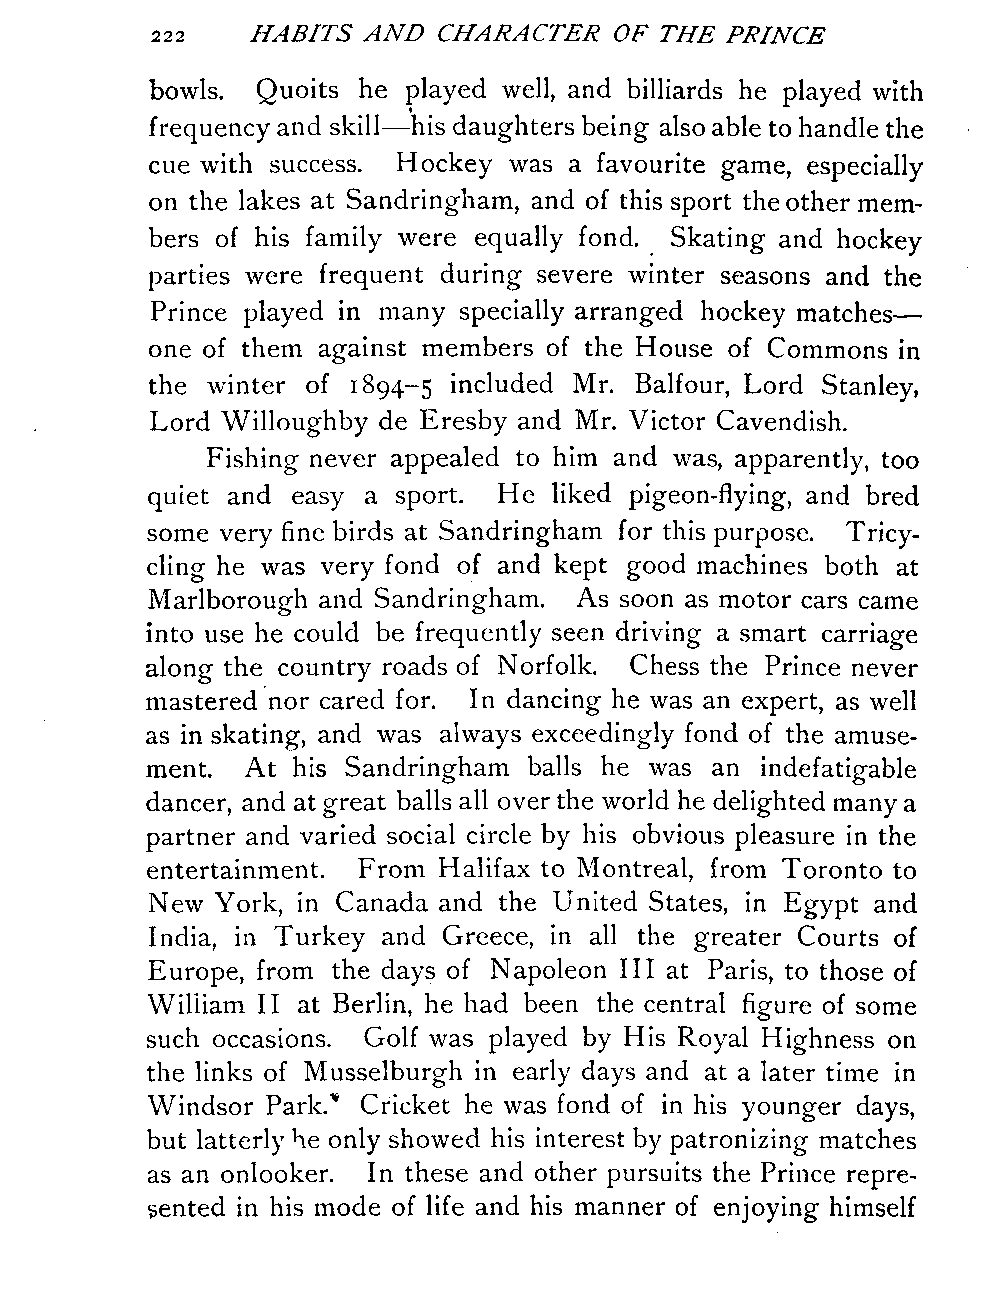 222 HABITS AND CHARACTER OF THE PRINCE
bowls. Quoits he played well, and billiards he played with
frequency and skill—his daughters being also able to handle the
cue with success. Hockey was a favourite game, especially
on the lakes at Sandringham, and of this sport the other mem-
bers of his family were equally fond. Skating and hockey
parties were frequent during severe winter seasons and the
Prince played in many specially arranged hockey matches—
one of them against members of the House of Commons in
the winter of 1894-5 included Mr. Balfour, Lord Stanley,
Lord Willoughby de Eresby and Mr. Victor Cavendish.
Fishing never appealed to him and was, apparently, too
quiet and easy a sport. He liked pigeon-flying, and bred
some very fine birds at Sandringham for this purpose. Tricy-
cling he was very fond of and kept good machines both at
Marlborough and Sandringham. As soon as motor cars came
into use he could be frequently seen driving a smart carriage
along the country roads of Norfolk. Chess the Prince never
mastered nor cared for. In dancing he was an expert, as well
as in skating, and was always exceedingly fond of the amuse-
ment. At his Sandringham balls he was an indefatigable
dancer, and at great balls all over the world he delighted many a
partner and varied social circle by his obvious pleasure in the
entertainment. From Halifax to Montreal, from Toronto to
New York, in Canada and the United States, in Egypt and
India, in Turkey and Greece, in all the greater Courts of
Europe, from the days of Napoleon III at Paris, to those of
William II at Berlin, he had been the central figure of some
such occasions. Golf was played by His Royal Highness on
the links of Musselburgh in early days and at a later time in
Windsor Park.* Cricket he was fond of in his younger days,
but latterly he only showed his interest by patronizing matches
as an onlooker. In these and other pursuits the Prince repre-
sented in his mode of life and his manner of enjoying himself